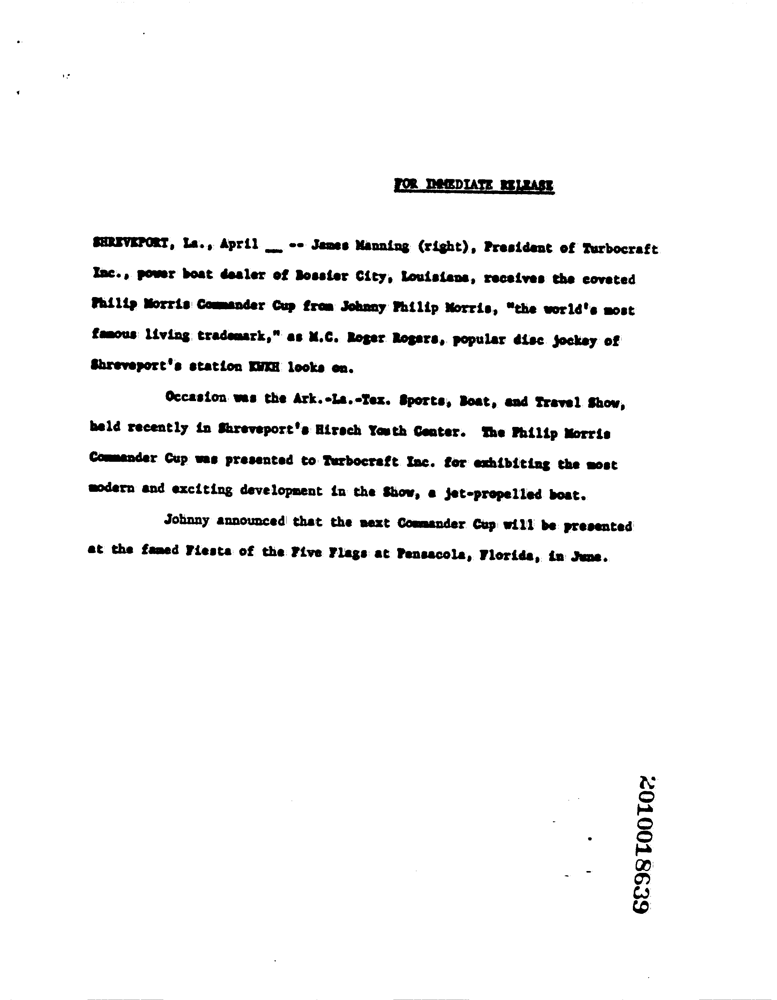 FOR IMMEDIATE RELEASE
SHREVEPORT, La., April __ -- James Manning (right), President of Turbocraft
Inc., power boat dealer of Bossier City, Louisiana, receives the coveted
Philip Morris Commander Cup from Johnny Philip Morris, "the world's most
famous living trademark," as M.C. Roger Rogers, popular disc jockey of
Shreveport's station KWKH looks on.
Occasion was the Ark.-La.-Tex. Sports, Boat, and Travel Show,
held recently in Shreveport's Hirsch Youth Center. The Philip Morris
Commander Cup was presented to Turbocraft Inc. for exhibiting the most
modern and exciting development in the Show, a jet-propelled boat.
Johnny announced that the next Commander Cup will be presented
at the famed Fiesta of the Five Flags at Pensacola, Florida, in June.
2010018639